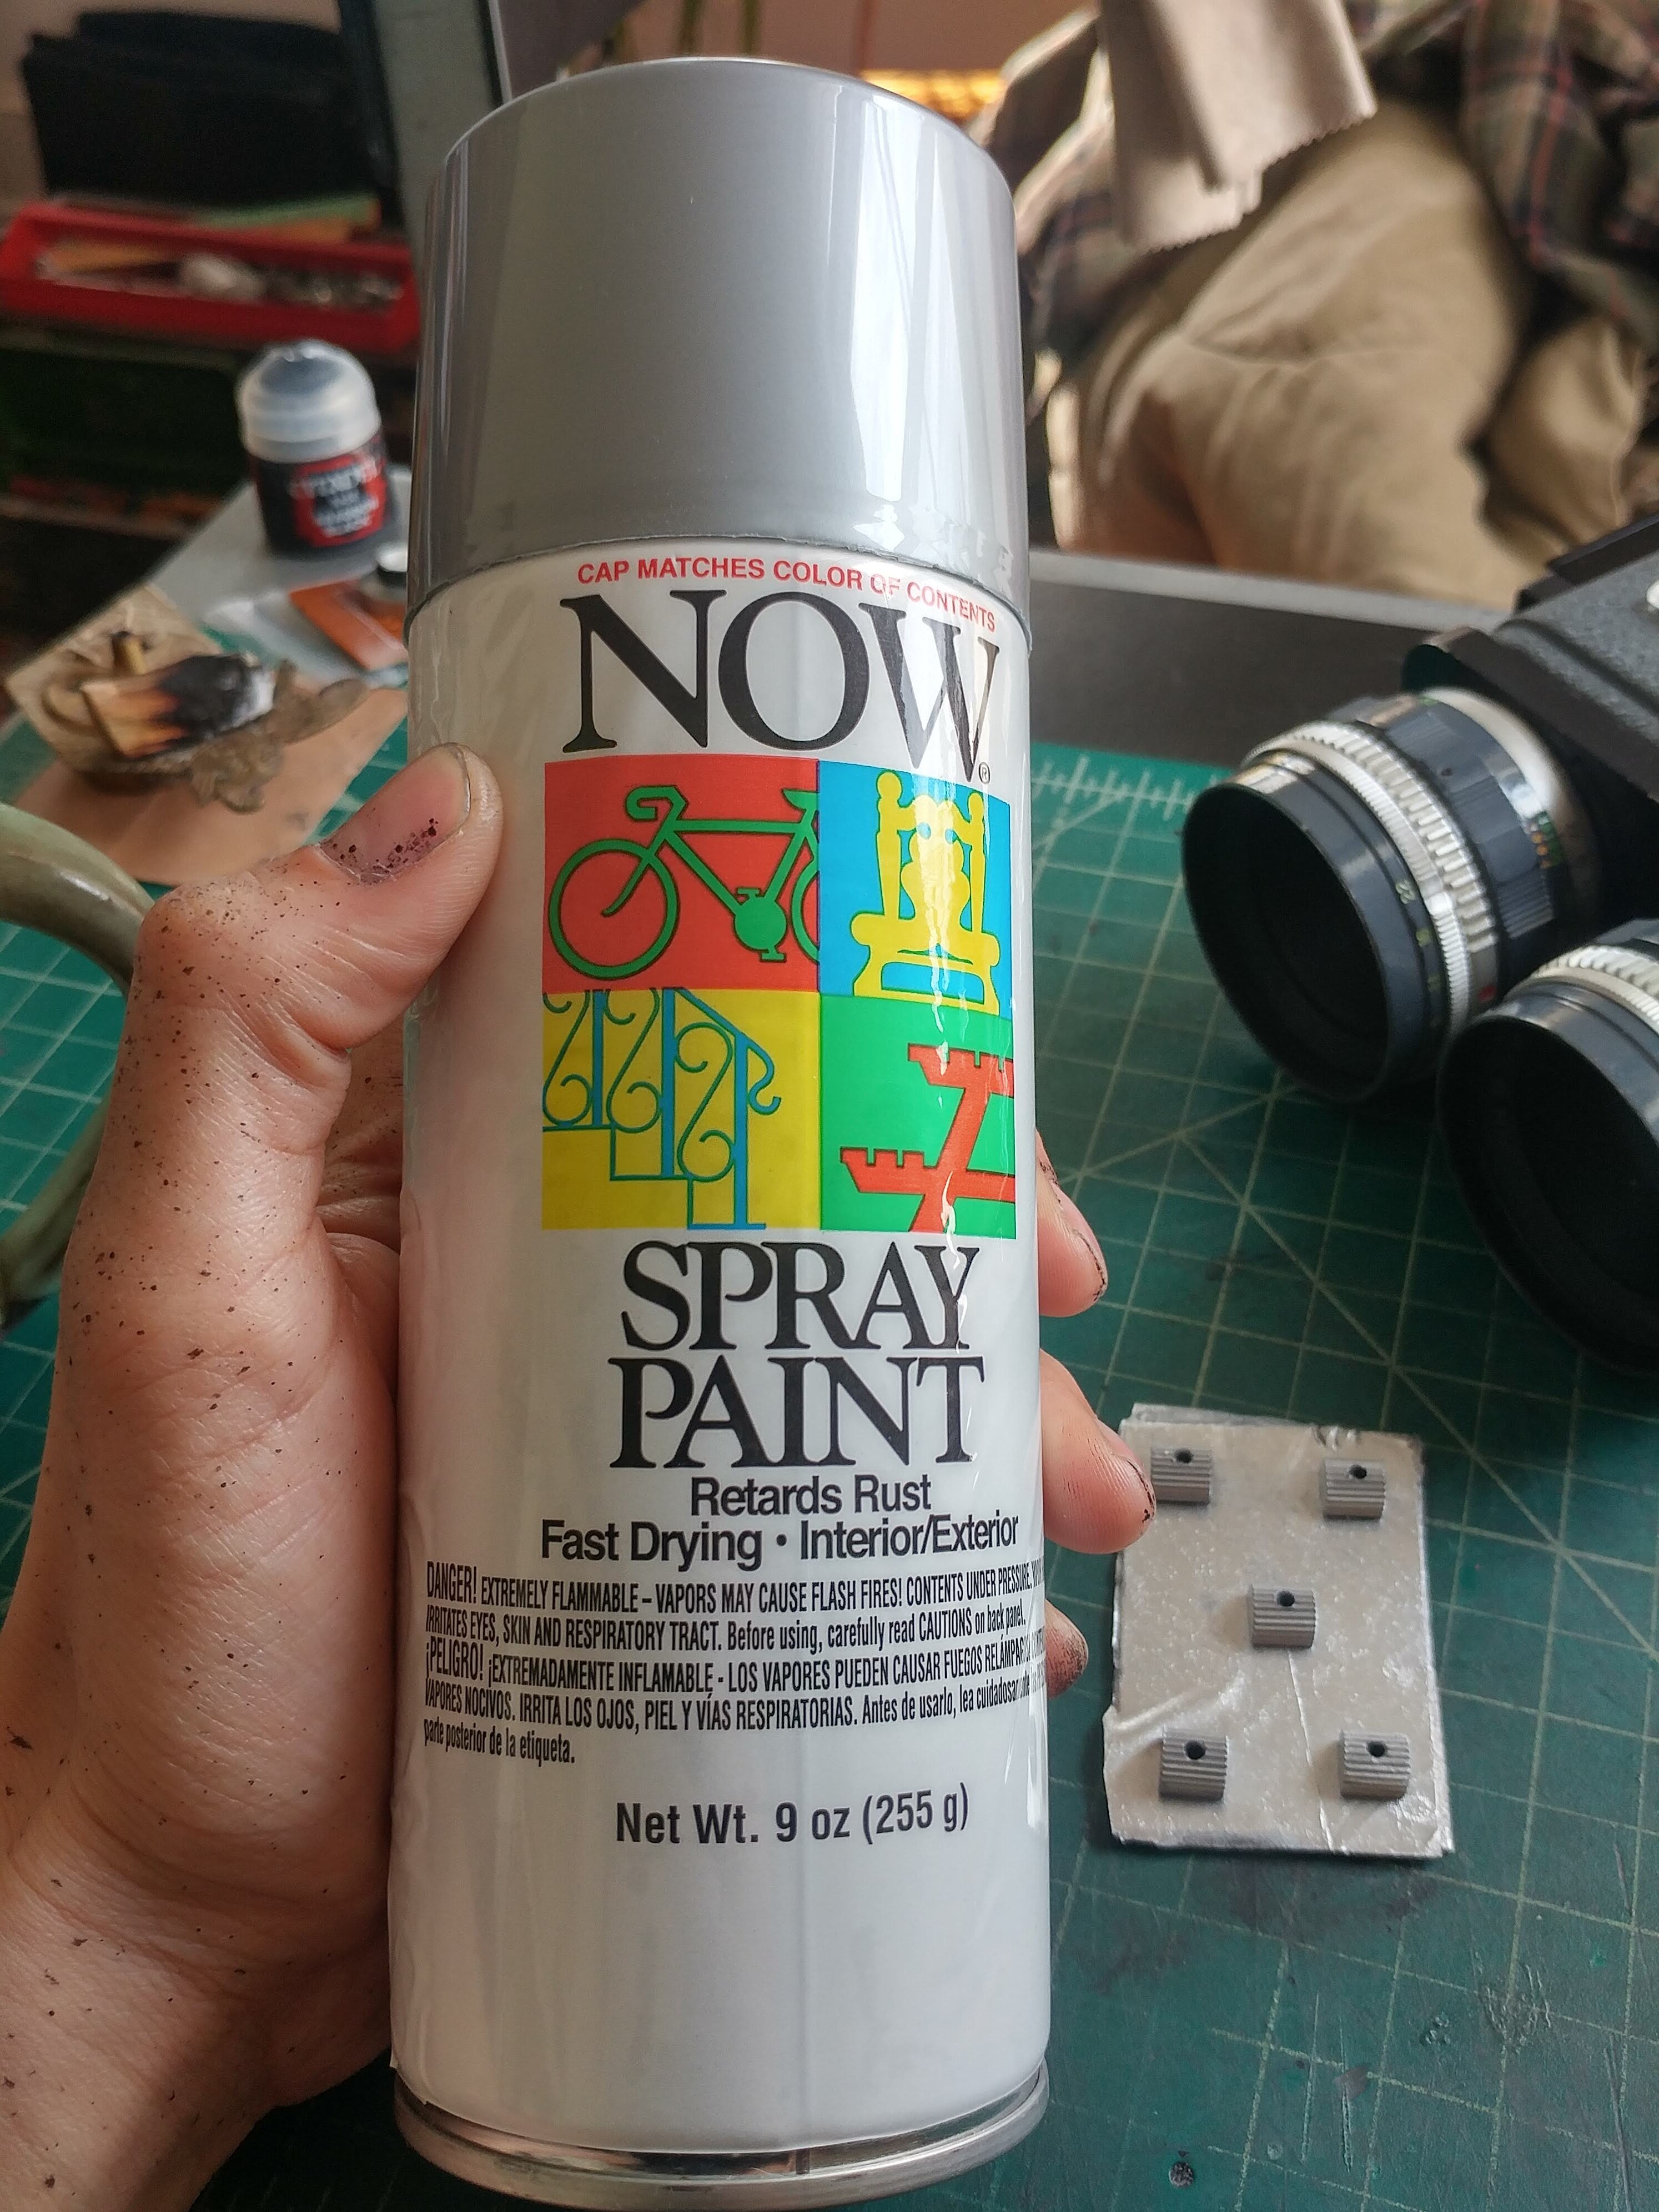 CAP MATCHES COLOR OF CONTENTS
NOW®
SPRAY
PAINT
Retards Rust
Fast Drying • Interior/Exterior
DANGER! EXTREMELY FLAMMABLE – VAPORS MAY CAUSE FLASH FIRES! CONTENTS UNDER PRESSURE.
IRRITATES EYES, SKIN AND RESPIRATORY TRACT. Before using, carefully read CAUTIONS on back panel.
¡PELIGRO! ¡EXTREMADAMENTE INFLAMABLE - LOS VAPORES PUEDEN CAUSAR FUEGOS
VAPORES NOCIVOS. IRRITA LOS OJOS, PIEL Y VÍAS RESPIRATORIAS. Antes de usarlo, lea
parte posterior de la etiqueta.
Net Wt. 9 oz (255 g)
22